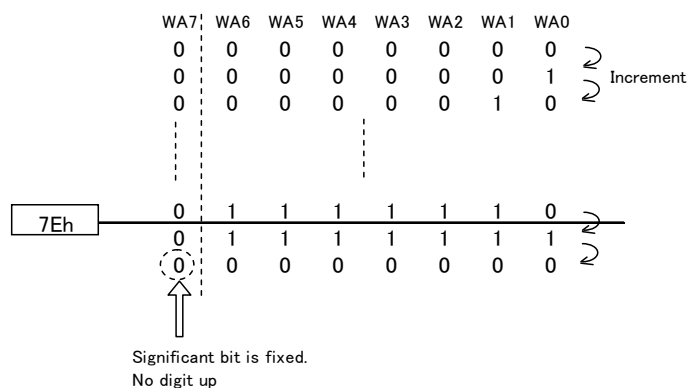 WA7 WA6 WA5 WA4 WA3 WA2 WA1 WA0
0 0 0 0 0 0 0 0
0 0 0 0 0 0 0 1
Increment
0 0 0 0 0 0 1 0
7Eh
0 1 1 1 1 1 1 0
0 1 1 1 1 1 1 1
0 0 0 0 0 0 0 0
Significant bit is fixed.
No digit up